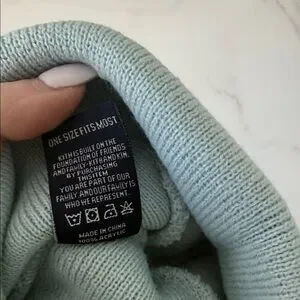 ONE SIZE FITS MOST
KITH IS BUILT ON THE
FOUNDATION OF FRIENDS
AND FAMILY-KITH AND KIN.
BY PURCHASING
THIS ITEM
YOU ARE PART OF OUR
FAMILY AND OUR FAMILY IS
WHO WE REPRESENT.
MADE IN CHINA
100% ACRYLIC